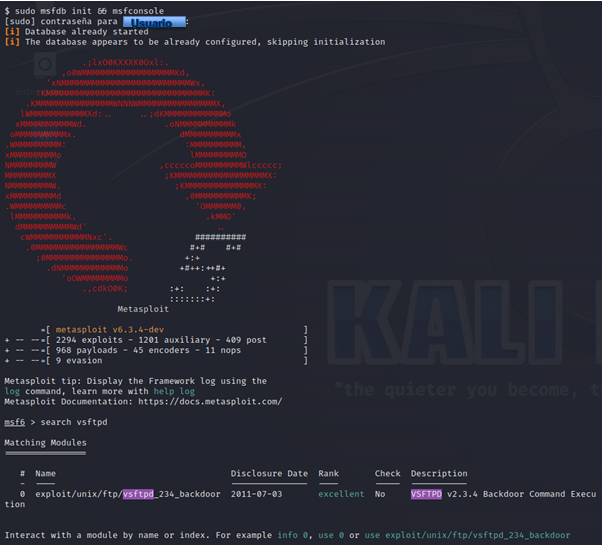 $ sudo msfdb init && msfconsole
[sudo] contraseña para Usuario :
[i] Database already started
[i] The database appears to be already configured, skipping initialization
Metasploit
=[ metasploit v6.3.4-dev ]
+ -- --=[ 2294 exploits - 1201 auxiliary - 409 post ]
+ -- --=[ 968 payloads - 45 encoders - 11 nops ]
+ -- --=[ 9 evasion ]
Metasploit tip: Display the Framework log using the
log command, learn more with help log
Metasploit Documentation: https://docs.metasploit.com/
msf6 > search vsftpd
Matching Modules
================
# Name Disclosure Date Rank Check Description
- ---- --------------- ---- ----- -----------
0 exploit/unix/ftp/vsftpd_234_backdoor 2011-07-03 excellent No VSFTPD v2.3.4 Backdoor Command Execu
tion
Interact with a module by name or index. For example info 0, use 0 or use exploit/unix/ftp/vsftpd_234_backdoor
KALI
"the quieter you become, t